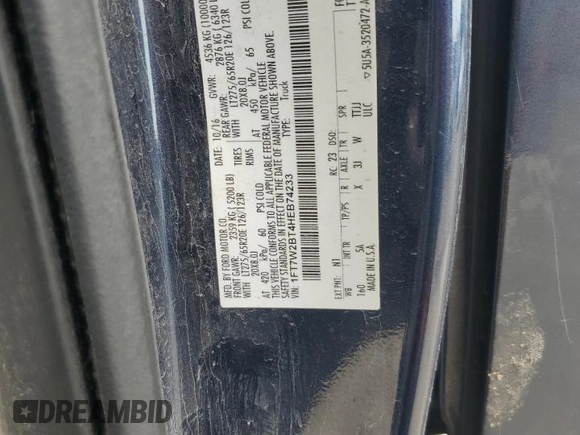 MFD. BY FORD MOTOR CO.
DATE: 10/16 GVWR: 4536 KG (10000
FRONT GAWR: 2359 KG ( 5200 LB) REAR GAWR: 2876 KG ( 6340 LB
WITH LT275/65R20E 126/123R TIRES WITH LT275/65R20E 126/123R
20X8.0J RIMS 20X8.0J
AT 420 kPa/ 60 PSI COLD AT 450 kPa/ 65 PSI COLD
THIS VEHICLE CONFORMS TO ALL APPLICABLE FEDERAL MOTOR VEHICLE
SAFETY STANDARDS IN EFFECT ON THE DATE OF MANUFACTURE SHOWN ABOVE.
VIN: 1FT7W2BT4HEB74233
TYPE: Truck
EXT PNT: N1 RC: 23 DSO:
WB INT TR TP/PS R AXLE TR SPR
160 5A X 3J W TTJJ
MADE IN U.S.A. ULC
5U5A-3520472-A
DREAMBID